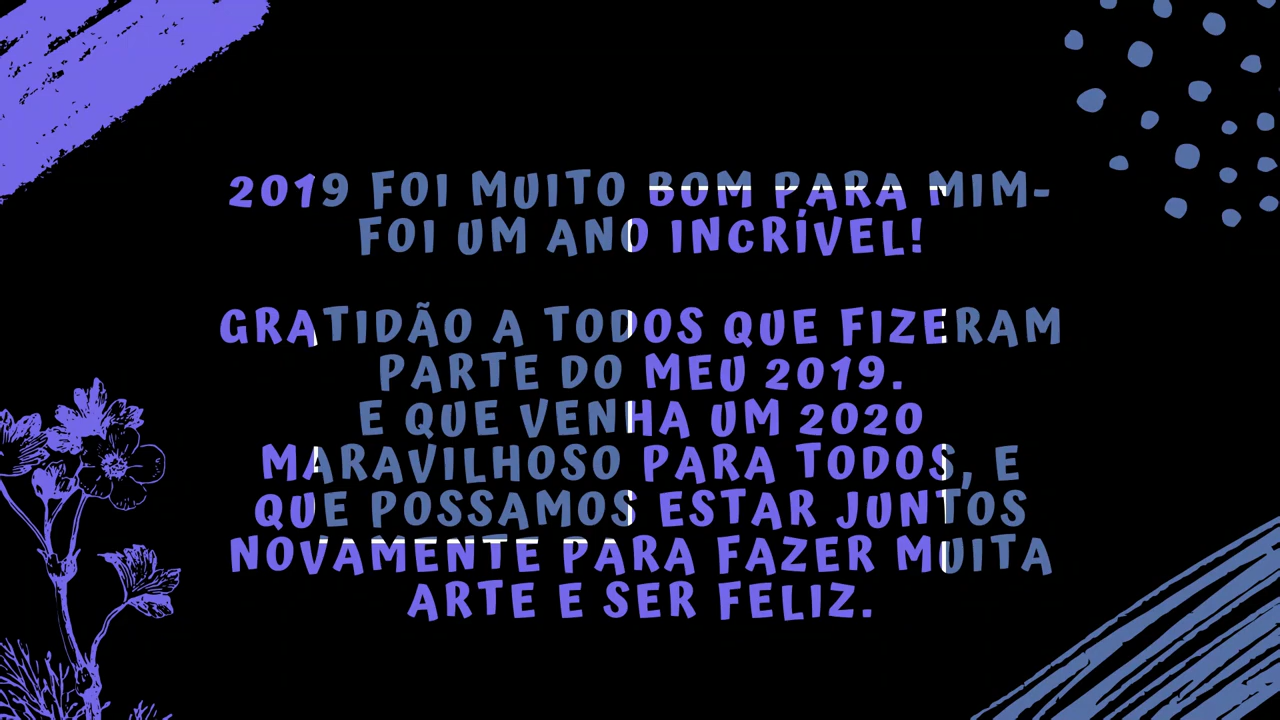 2019 FOI MUITO BOM PARA MIM-
FOI UM ANO INCRÍVEL!
GRATIDÃO A TODOS QUE FIZERAM
PARTE DO MEU 2019.
E QUE VENHA UM 2020
MARAVILHOSO PARA TODOS, E
QUE POSSAMOS ESTAR JUNTOS
NOVAMENTE PARA FAZER MUITA
ARTE E SER FELIZ.